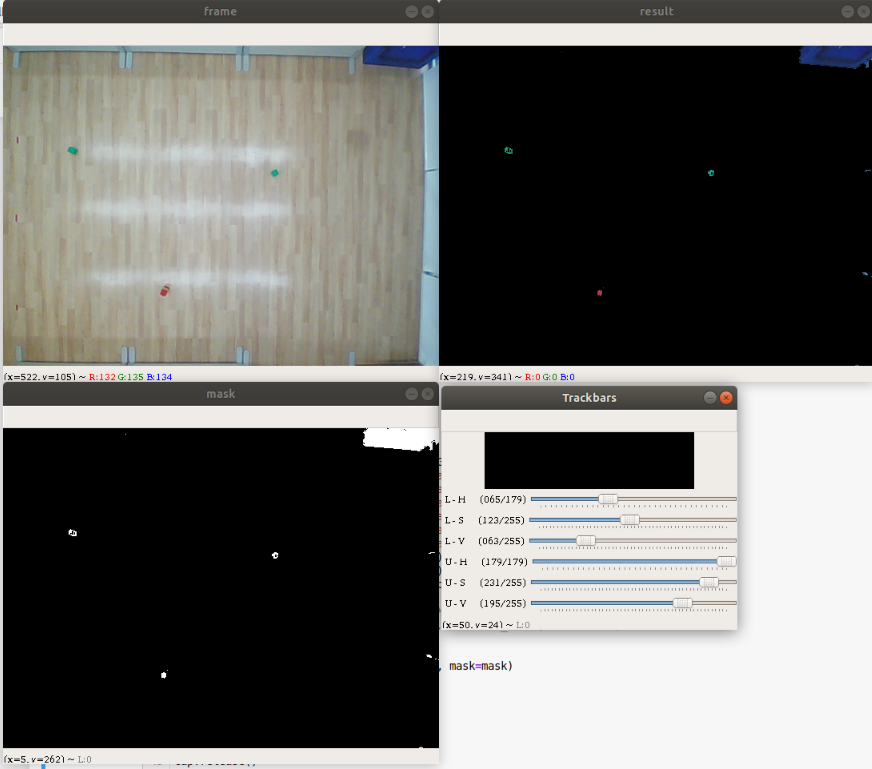 frame
(x=522, y=105) ~ R:132 G:135 B:134
result
(x=219, y=341) ~ R:0 G:0 B:0
mask
(x=5, y=262) ~ L:0
Trackbars
L-H (065/179)
L-S (123/255)
L-V (063/255)
U-H (179/179)
U-S (231/255)
U-V (195/255)
(x=50, y=24) ~ L:0
, mask=mask)